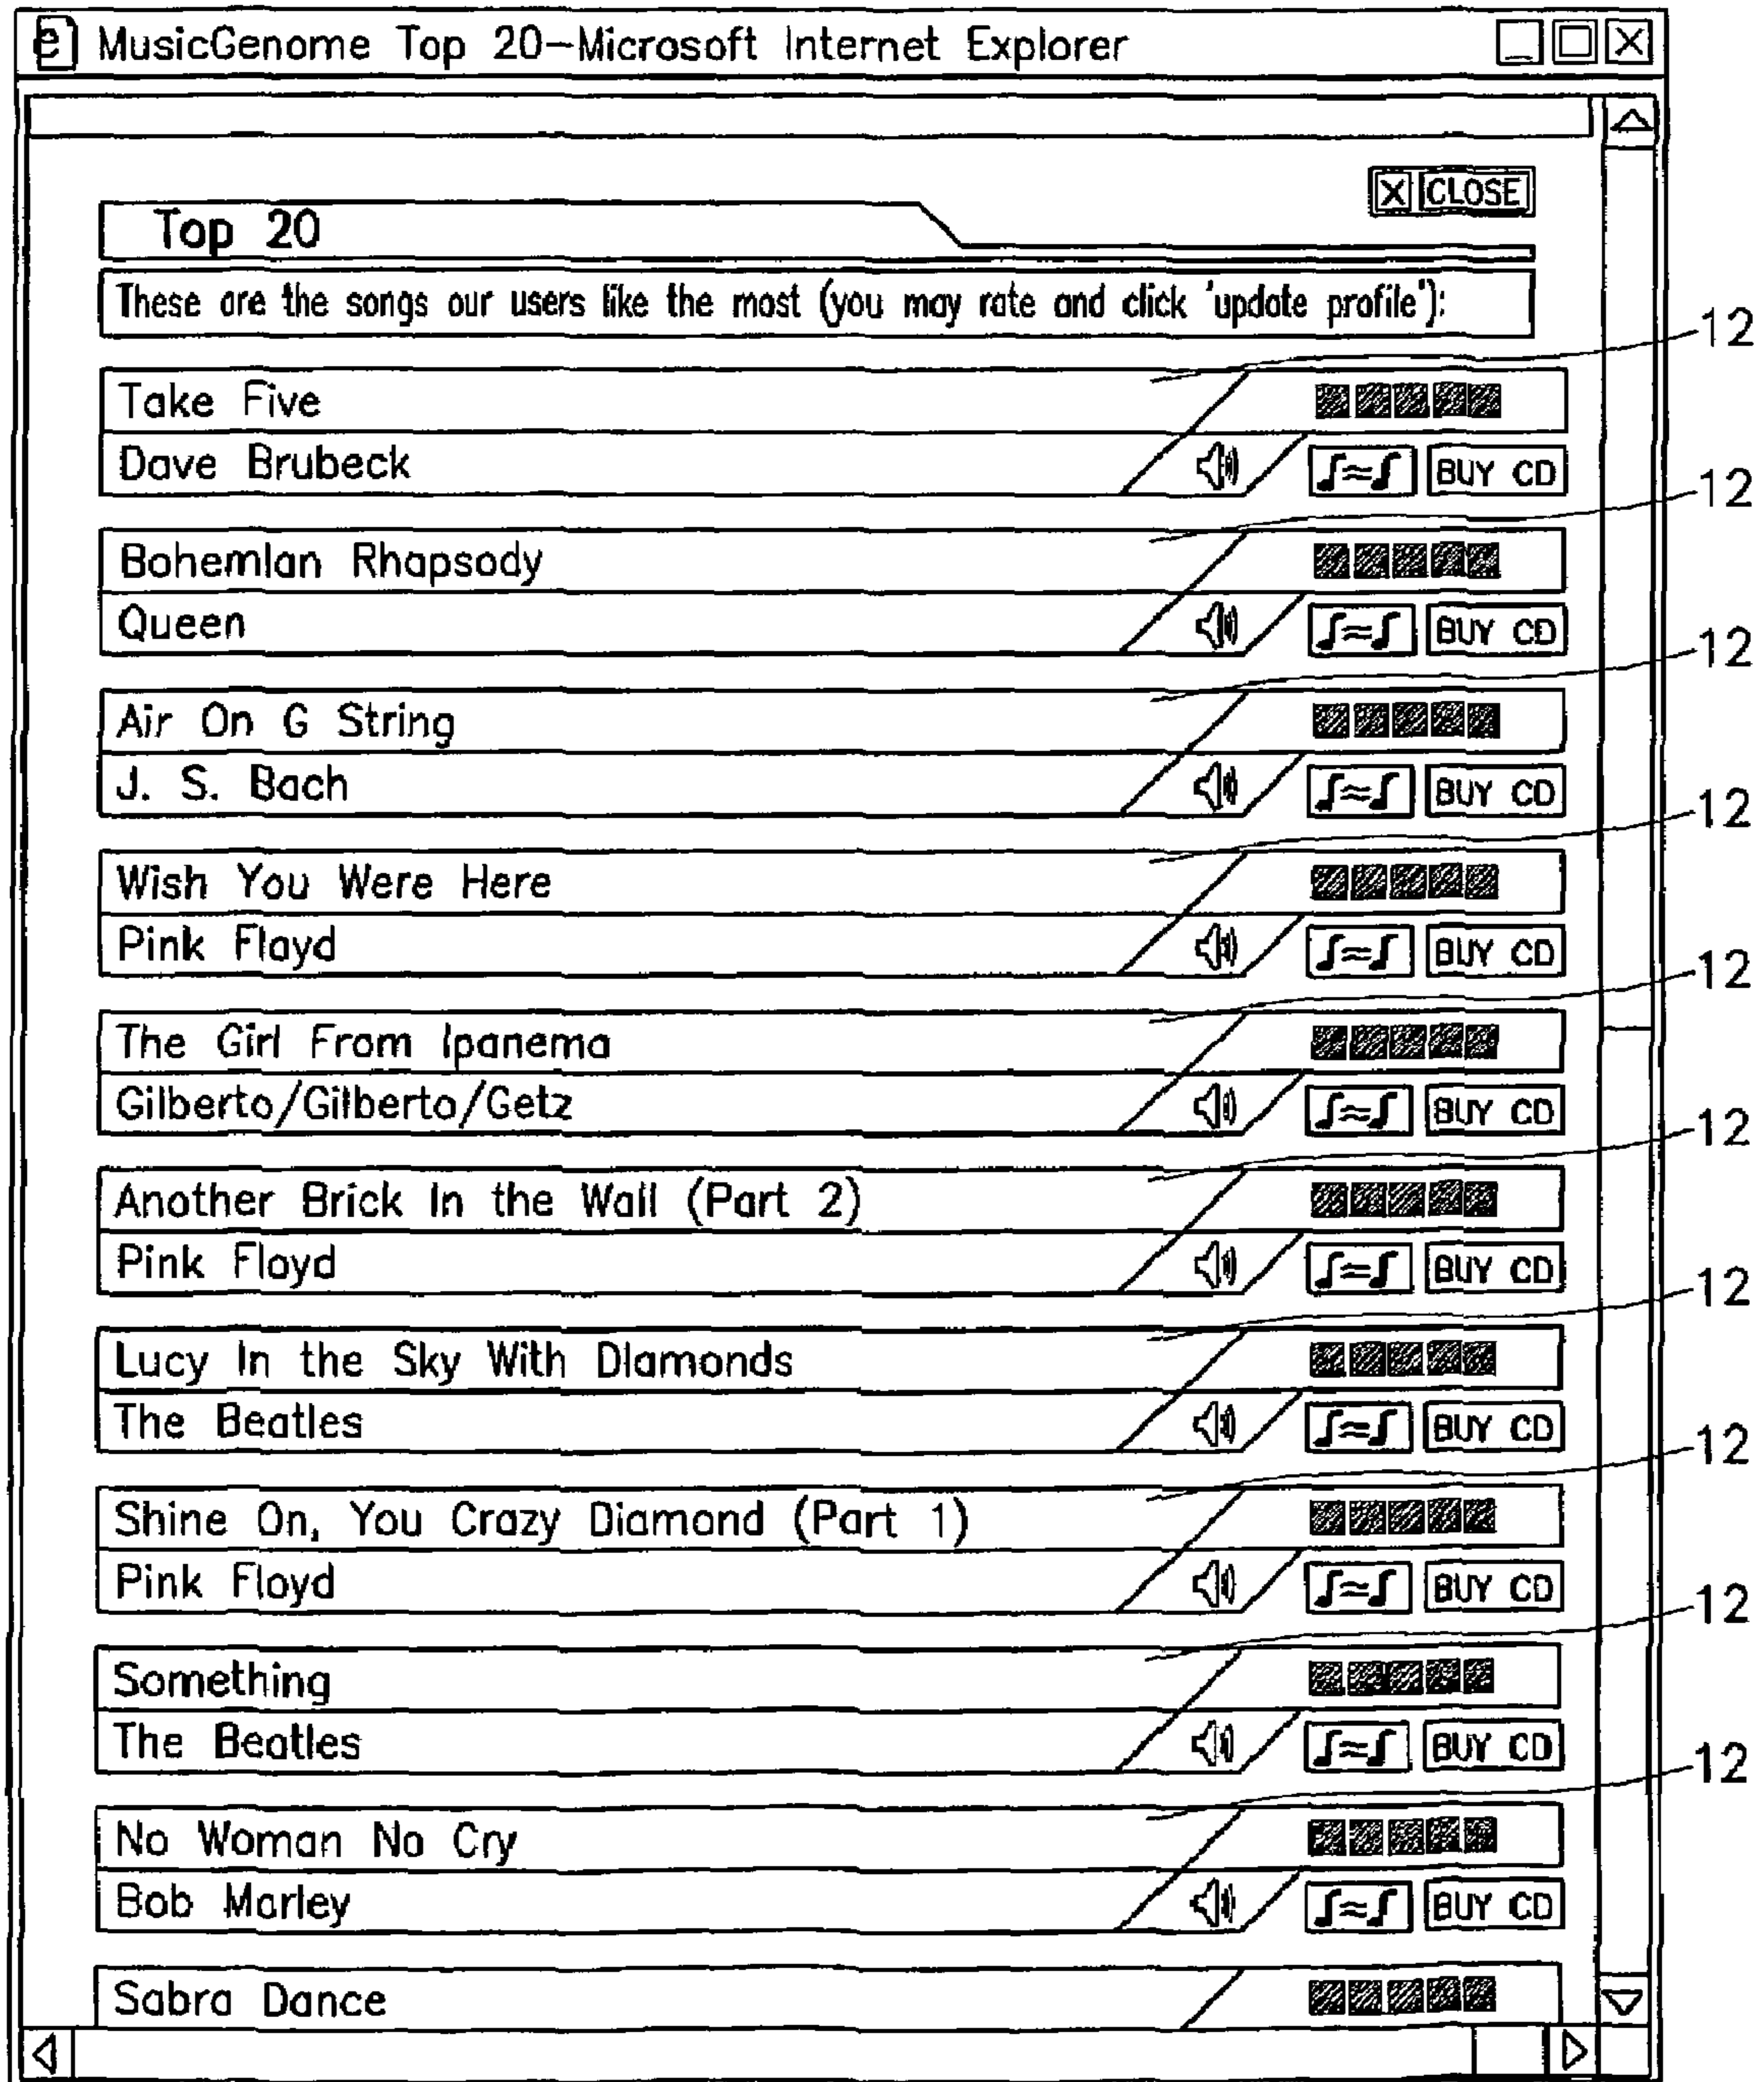 MusicGenome Top 20-Microsoft Internet Explorer
X CLOSE
Top 20
These are the songs our users like the most (you may rate and click 'update profile'):
12
Take Five
Dave Brubeck
BUY CD
12
Bohemian Rhapsody
Queen
BUY CD
12
Air On G String
J. S. Bach
BUY CD
12
Wish You Were Here
Pink Floyd
BUY CD
12
The Girl From Ipanema
Gilberto/Gilberto/Getz
BUY CD
12
Another Brick In the Wall (Part 2)
Pink Floyd
BUY CD
12
Lucy In the Sky With Diamonds
The Beatles
BUY CD
12
Shine On, You Crazy Diamond (Part 1)
Pink Floyd
BUY CD
12
Something
The Beatles
BUY CD
12
No Woman No Cry
Bob Marley
BUY CD
Sabra Dance